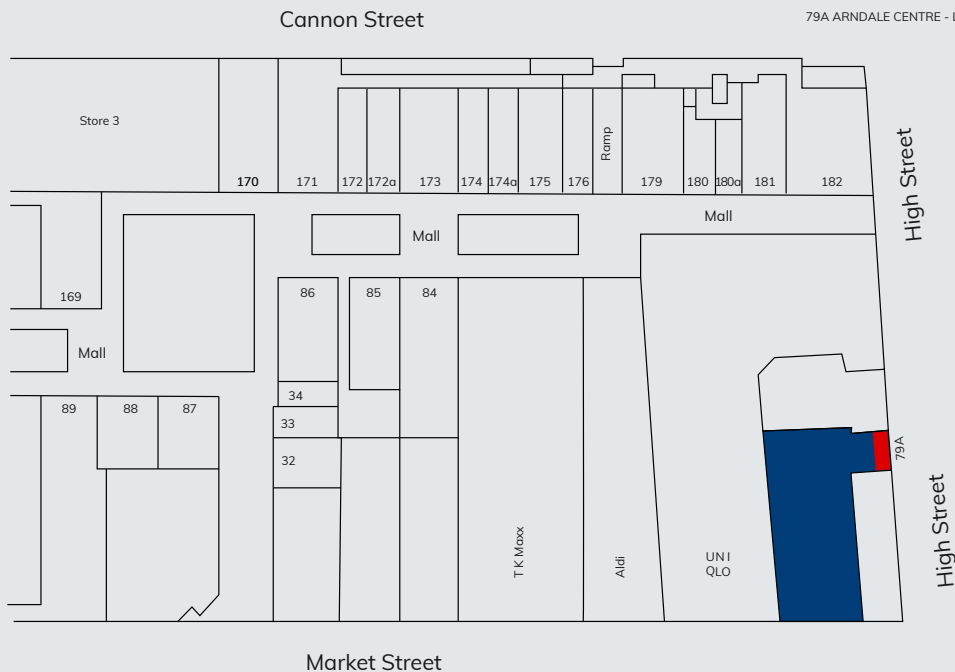 Cannon Street
79A ARNDALE CENTRE - L
Store 3
Ramp
High Street
170
171
172
172a
173
174
174a
175
176
179
180
180a
181
182
Mall
Mall
169
86
85
84
Mall
89
88
87
34
33
32
79A
T K Maxx
Aldi
UNI
QLO
High Street
Market Street